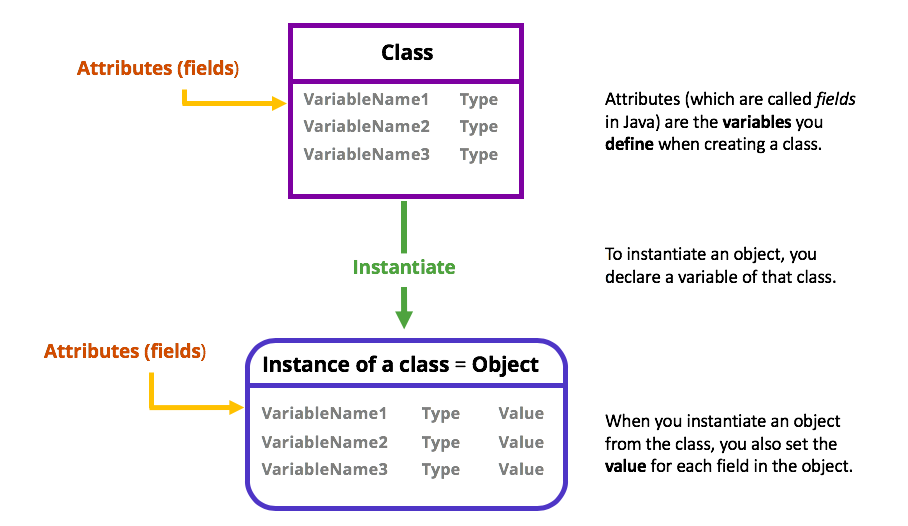 Class
Attributes (fields)
VariableName1 Type
VariableName2 Type
VariableName3 Type
Attributes (which are called fields
in Java) are the variables you
define when creating a class.
Instantiate
To instantiate an object, you
declare a variable of that class.
Attributes (fields)
Instance of a class = Object
VariableName1 Type Value
VariableName2 Type Value
VariableName3 Type Value
When you instantiate an object
from the class, you also set the
value for each field in the object.